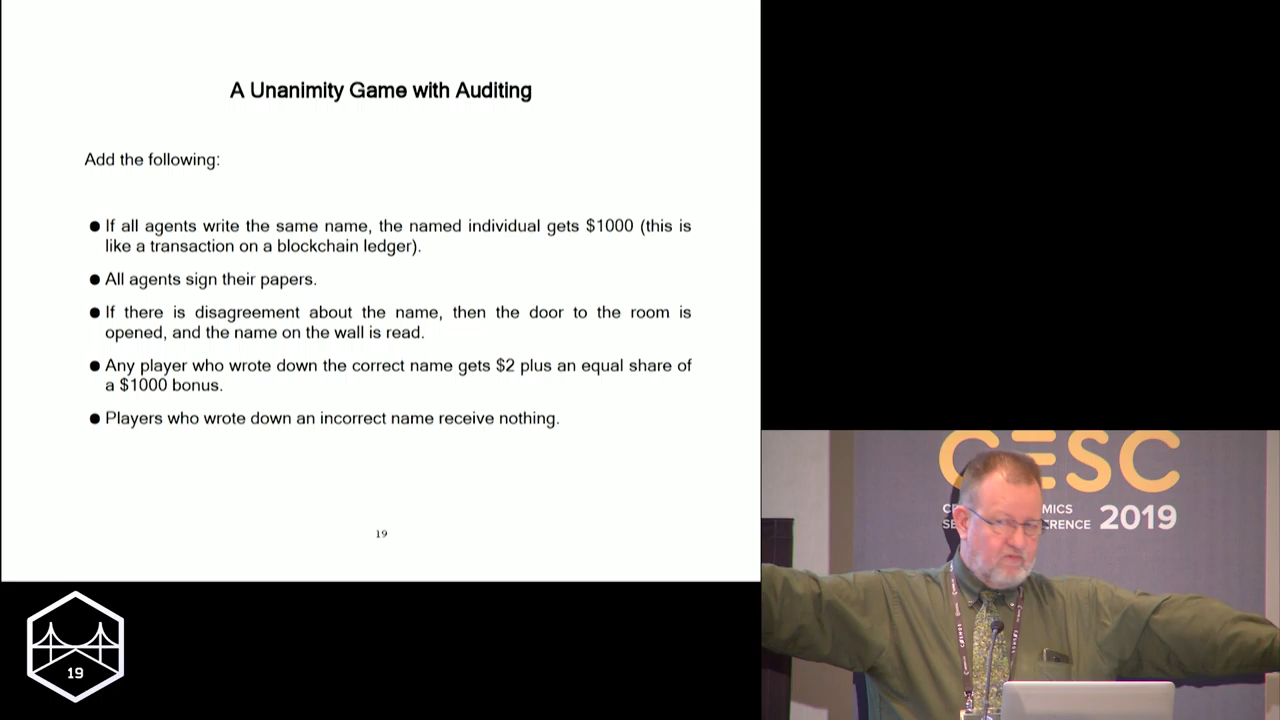 A Unanimity Game with Auditing
Add the following:
● If all agents write the same name, the named individual gets $1000 (this is
like a transaction on a blockchain ledger).
● All agents sign their papers.
● If there is disagreement about the name, then the door to the room is
opened, and the name on the wall is read.
● Any player who wrote down the correct name gets $2 plus an equal share of
a $1000 bonus.
● Players who wrote down an incorrect name receive nothing.
19
CESC
2019
19